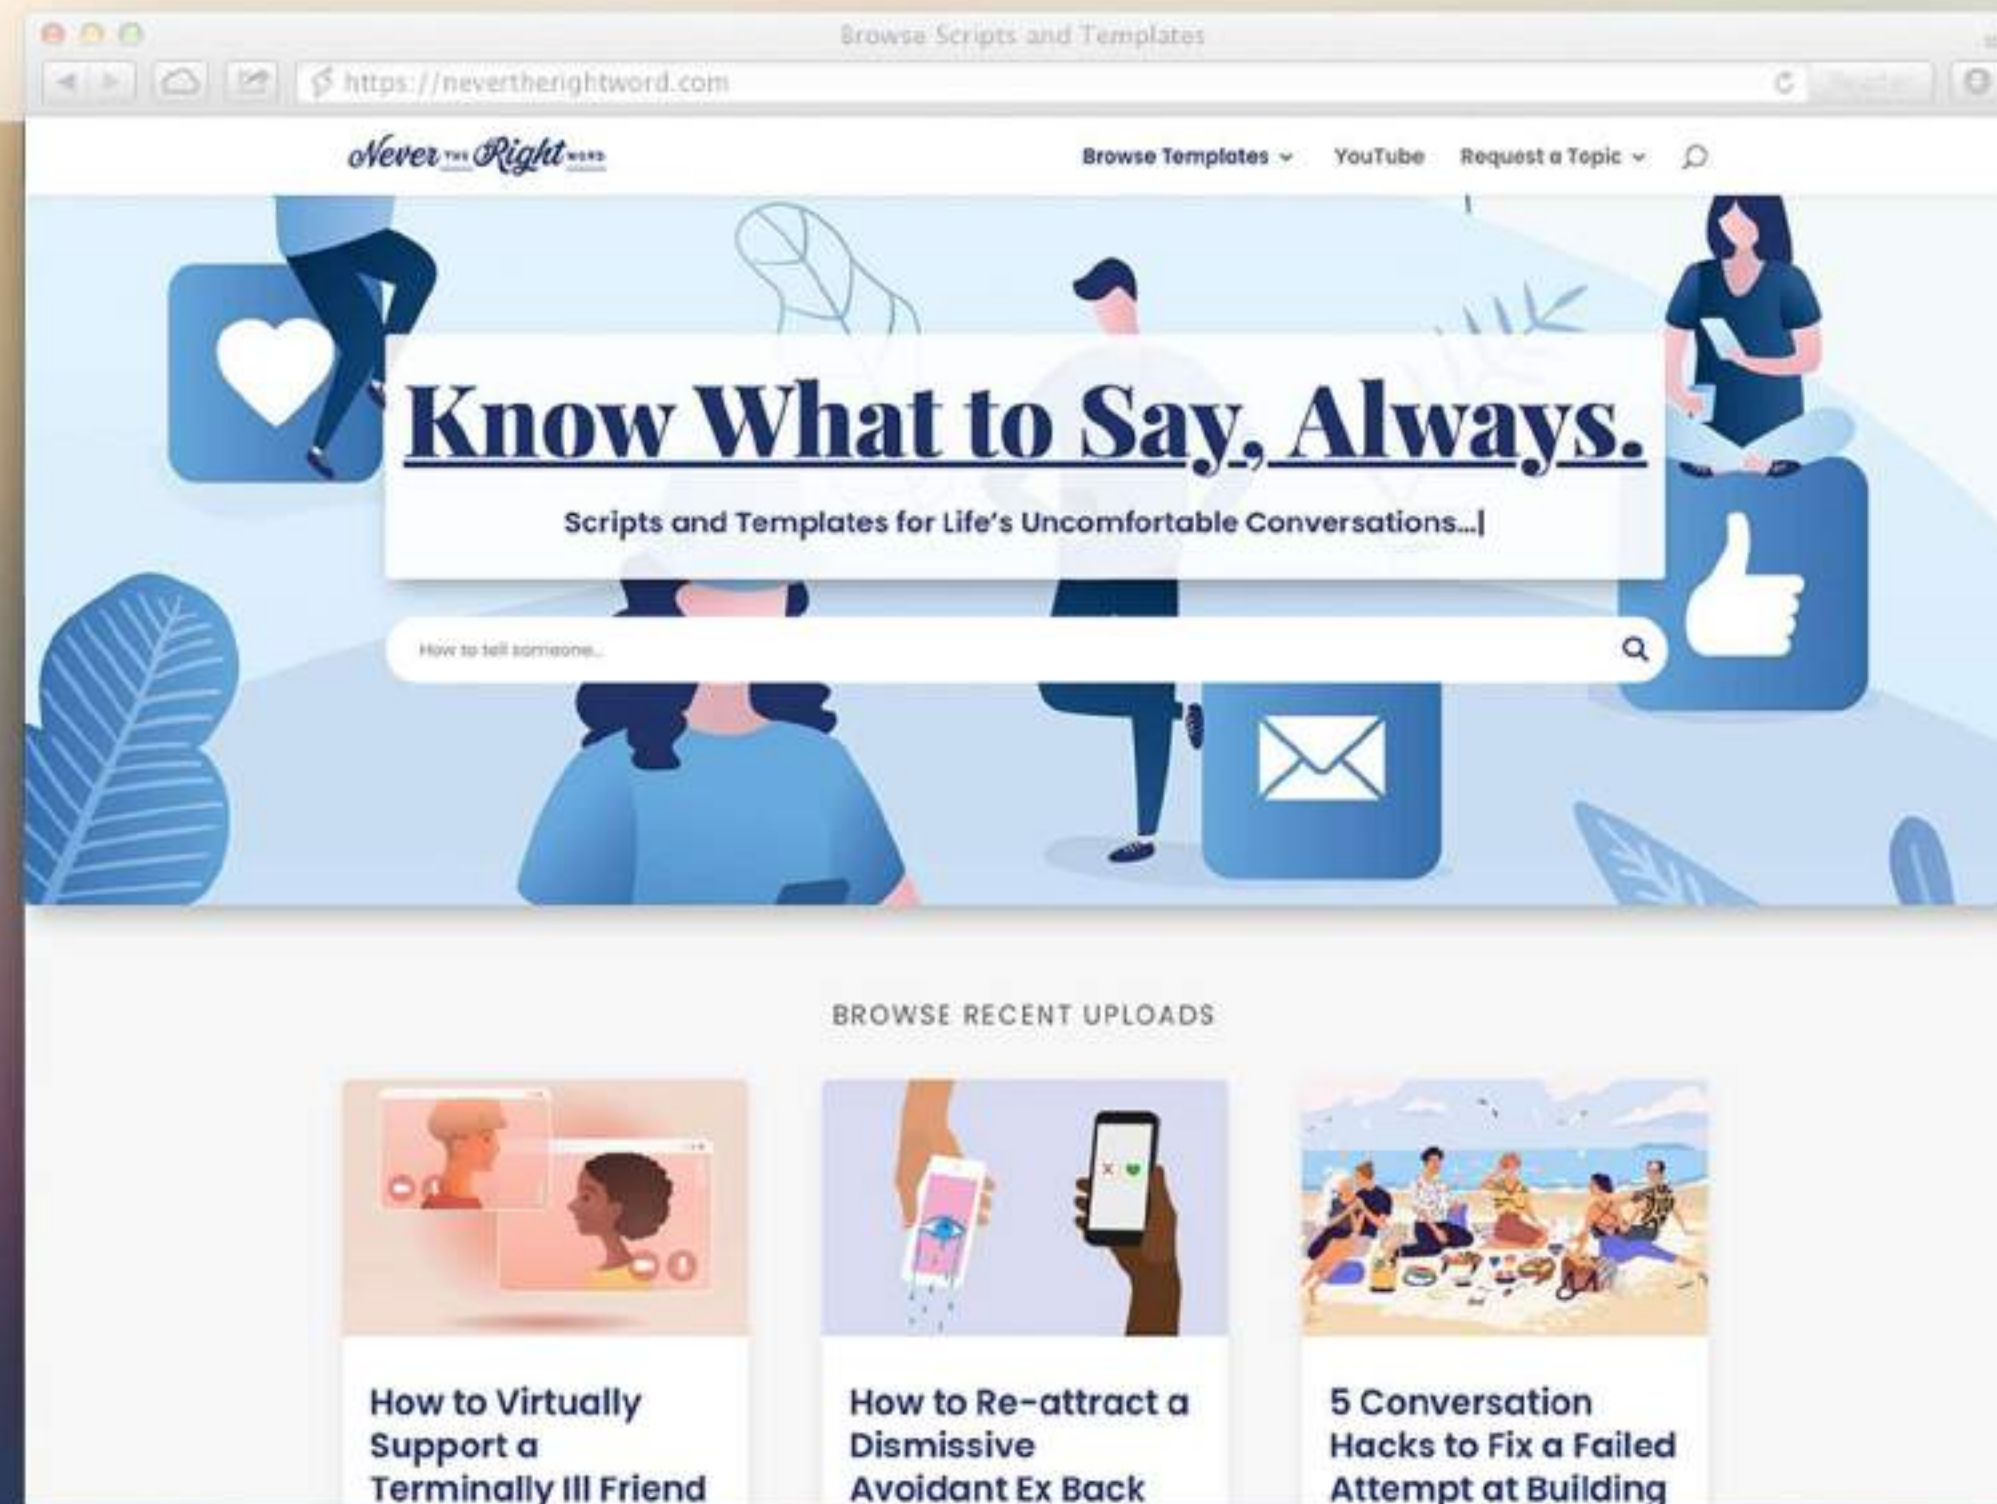 Browse Scripts and Templates
https://nevertherightword.com
Never THE Right WORD
Browse Templates YouTube Request a Topic
Know What to Say, Always.
Scripts and Templates for Life's Uncomfortable Conversations...|
How to tell someone...
BROWSE RECENT UPLOADS
How to Virtually
Support a
Terminally Ill Friend
How to Re-attract a
Dismissive
Avoidant Ex Back
5 Conversation
Hacks to Fix a Failed
Attempt at Building